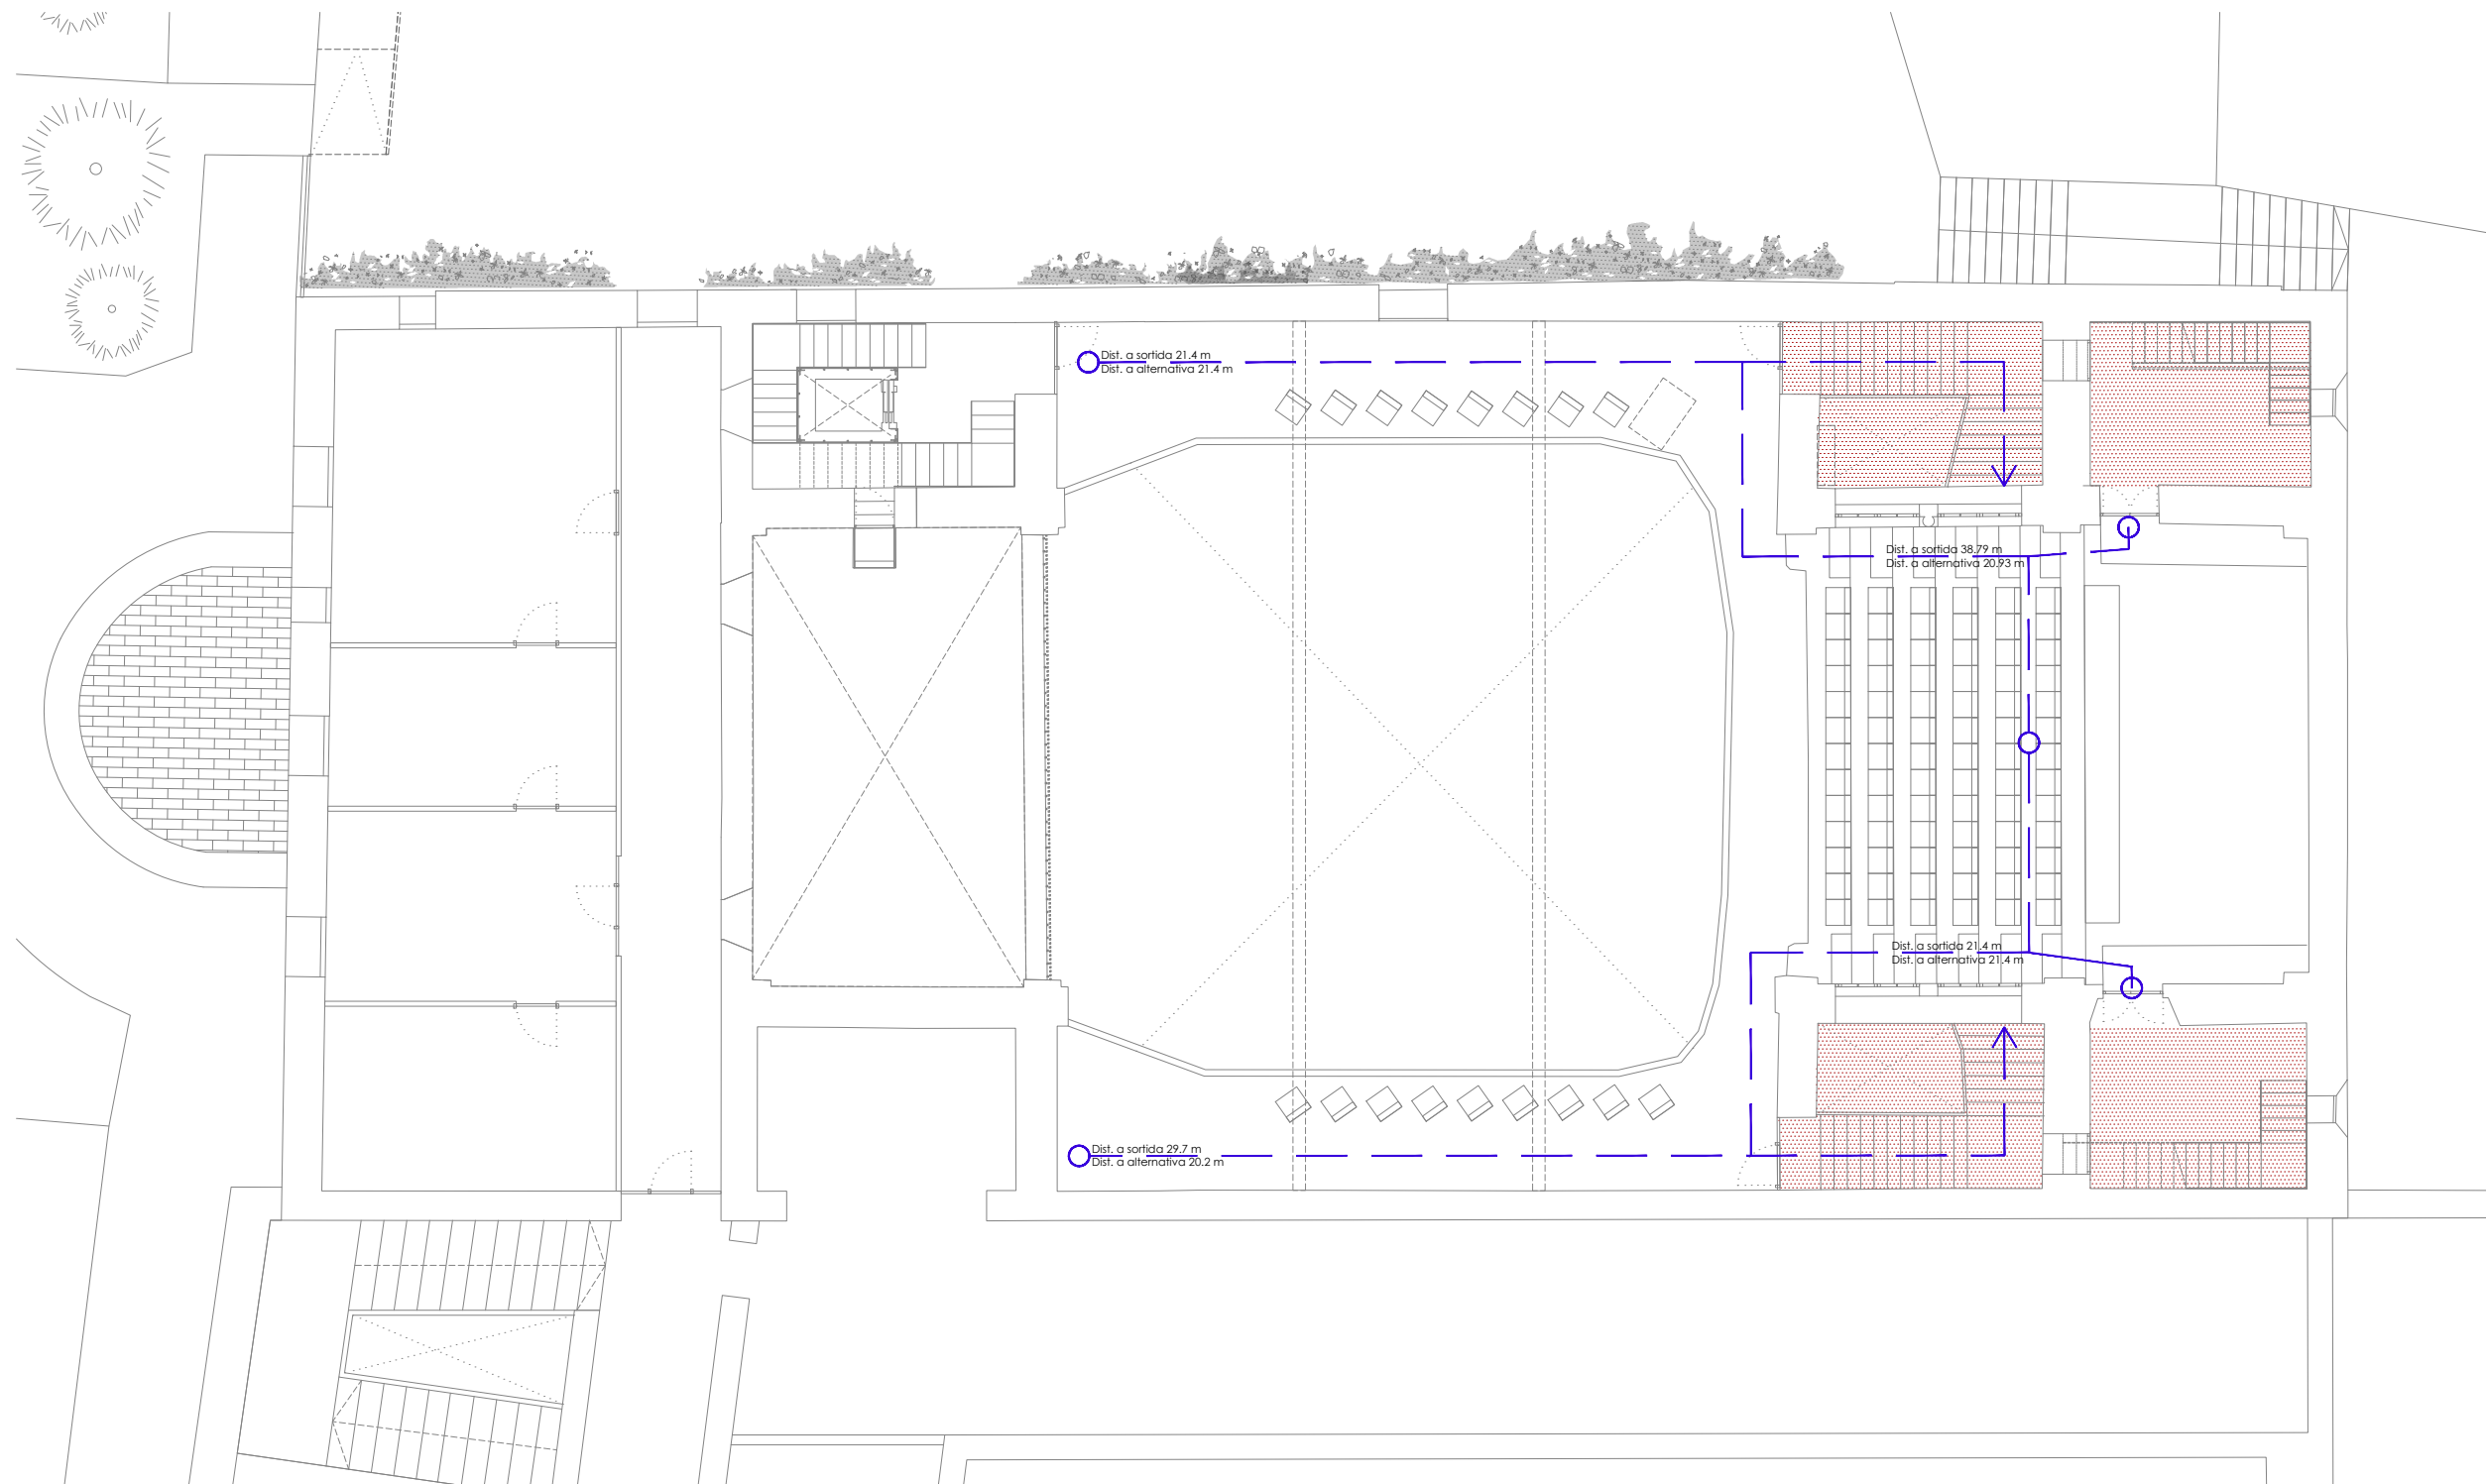 Dist. a sortida 21.4 m
Dist. a alternativa 21.4 m
Dist. a sortida 38.79 m
Dist. a alternativa 20.93 m
Dist. a sortida 21.4 m
Dist. a alternativa 21.4 m
Dist. a sortida 29.7 m
Dist. a alternativa 20.2 m